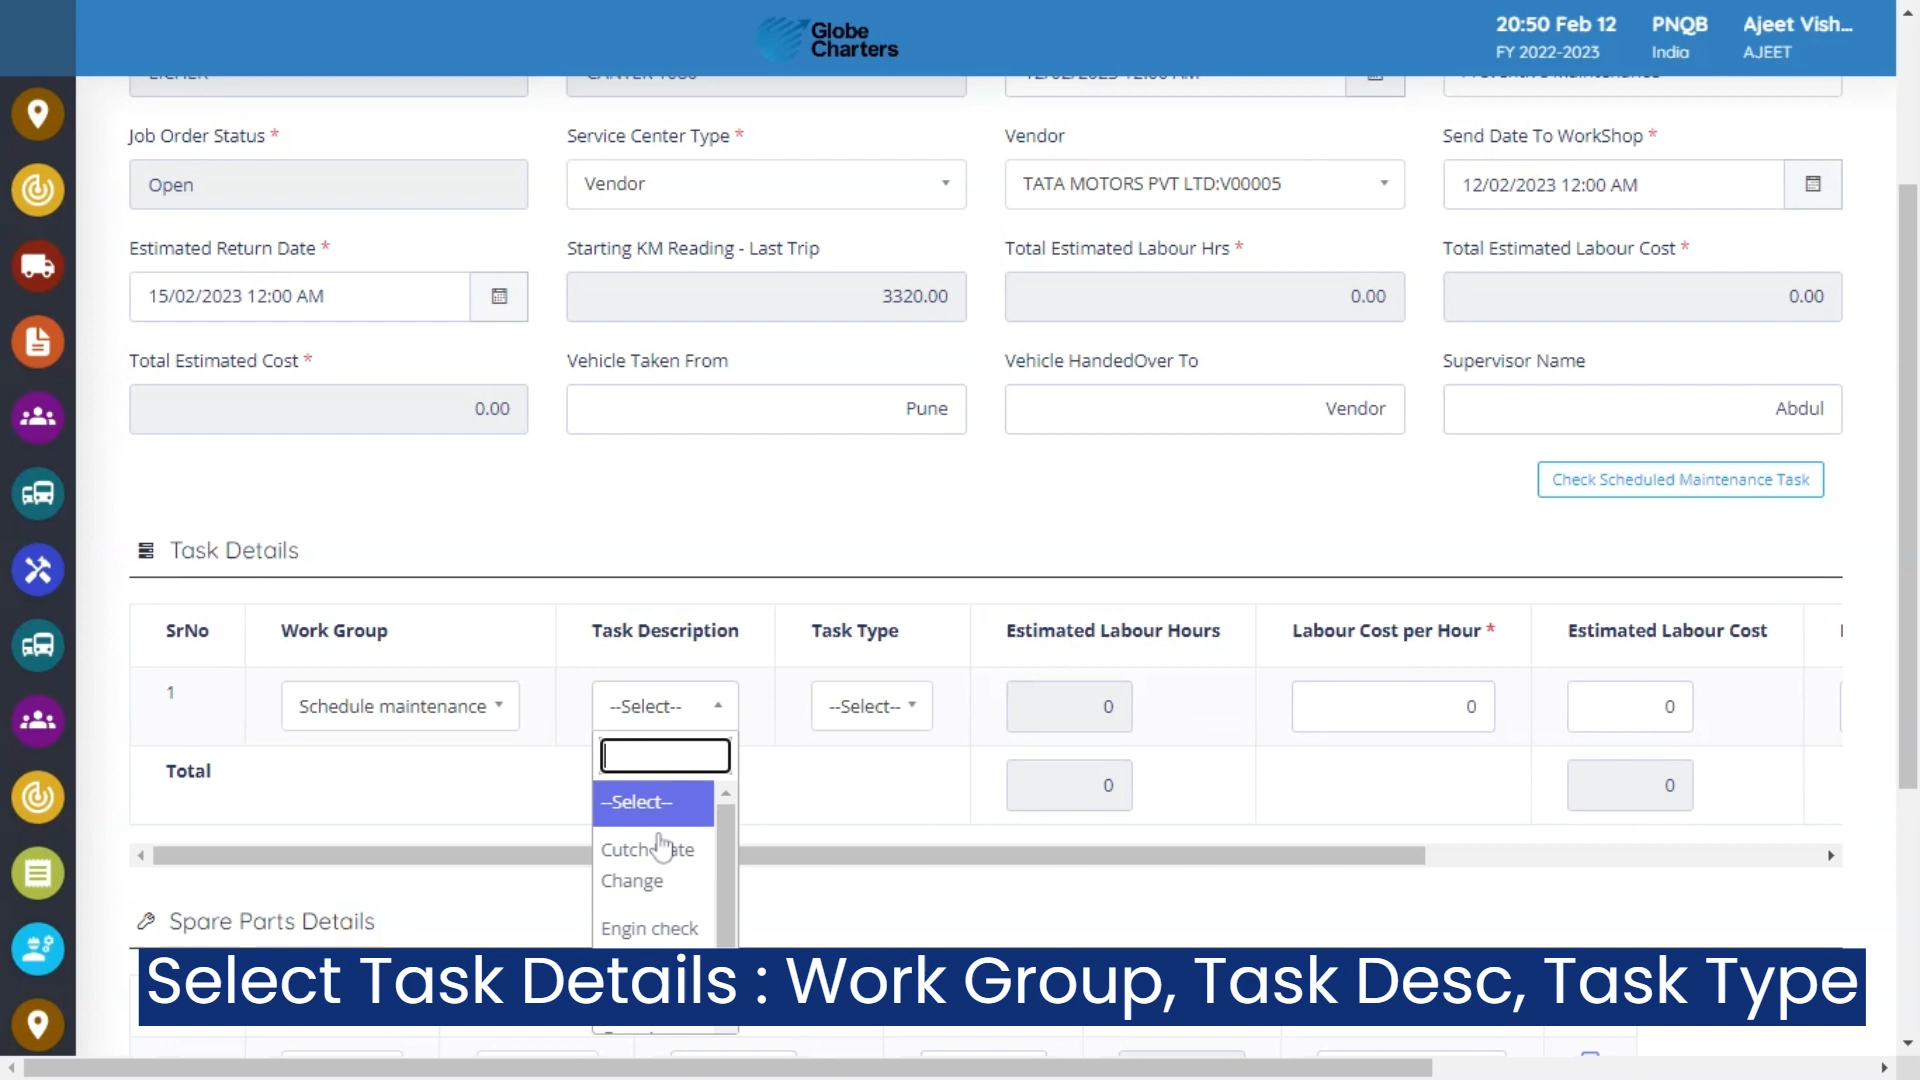 Globe
Charters
20:50 Feb 12
FY 2022-2023
PNQB
India
Ajeet Vish...
AJEET
Job Order Status *
Service Center Type *
Vendor
Send Date To WorkShop *
Open
Vendor
TATA MOTORS PVT LTD:V00005
12/02/2023 12:00 AM
Estimated Return Date *
Starting KM Reading - Last Trip
Total Estimated Labour Hrs *
Total Estimated Labour Cost *
15/02/2023 12:00 AM
3320.00
0.00
0.00
Total Estimated Cost *
Vehicle Taken From
Vehicle HandedOver To
Supervisor Name
0.00
Pune
Vendor
Abdul
Check Scheduled Maintenance Task
Task Details
SrNo
Work Group
Task Description
Task Type
Estimated Labour Hours
Labour Cost per Hour *
Estimated Labour Cost
1
Schedule maintenance
--Select--
--Select--
0
0
0
Total
0
0
--Select--
Change
Engin check
Spare Parts Details
Select Task Details : Work Group, Task Desc, Task Type